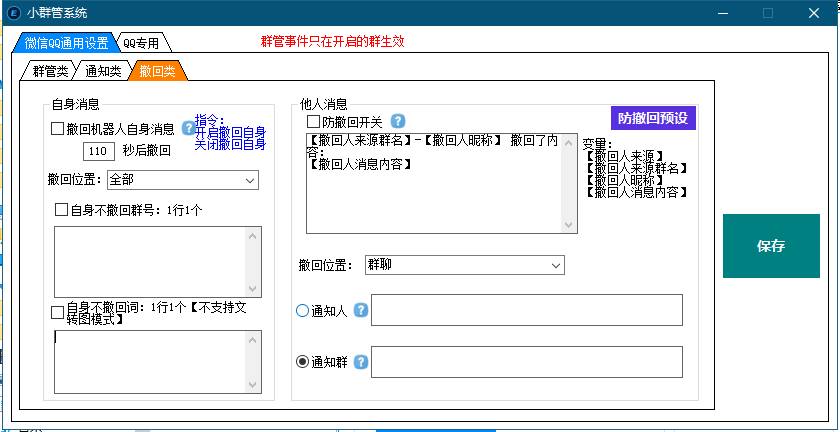 小群管系统
微信QQ通用设置
QQ专用
群管事件只在开启的群生效
群管类
通知类
撤回类
自身消息
撤回机器人自身消息
指令:
开启撤回自身
关闭撤回自身
110 秒后撤回
撤回位置: 全部
自身不撤回群号: 1行1个
自身不撤回词: 1行1个【不支持文
转图模式】
他人消息
防撤回开关
防撤回预设
【撤回人来源群名】-【撤回人昵称】 撤回了内
容:
【撤回人消息内容】
变量:
【撤回人来源】
【撤回人来源群名】
【撤回人昵称】
【撤回人消息内容】
撤回位置: 群聊
通知人
通知群
保存